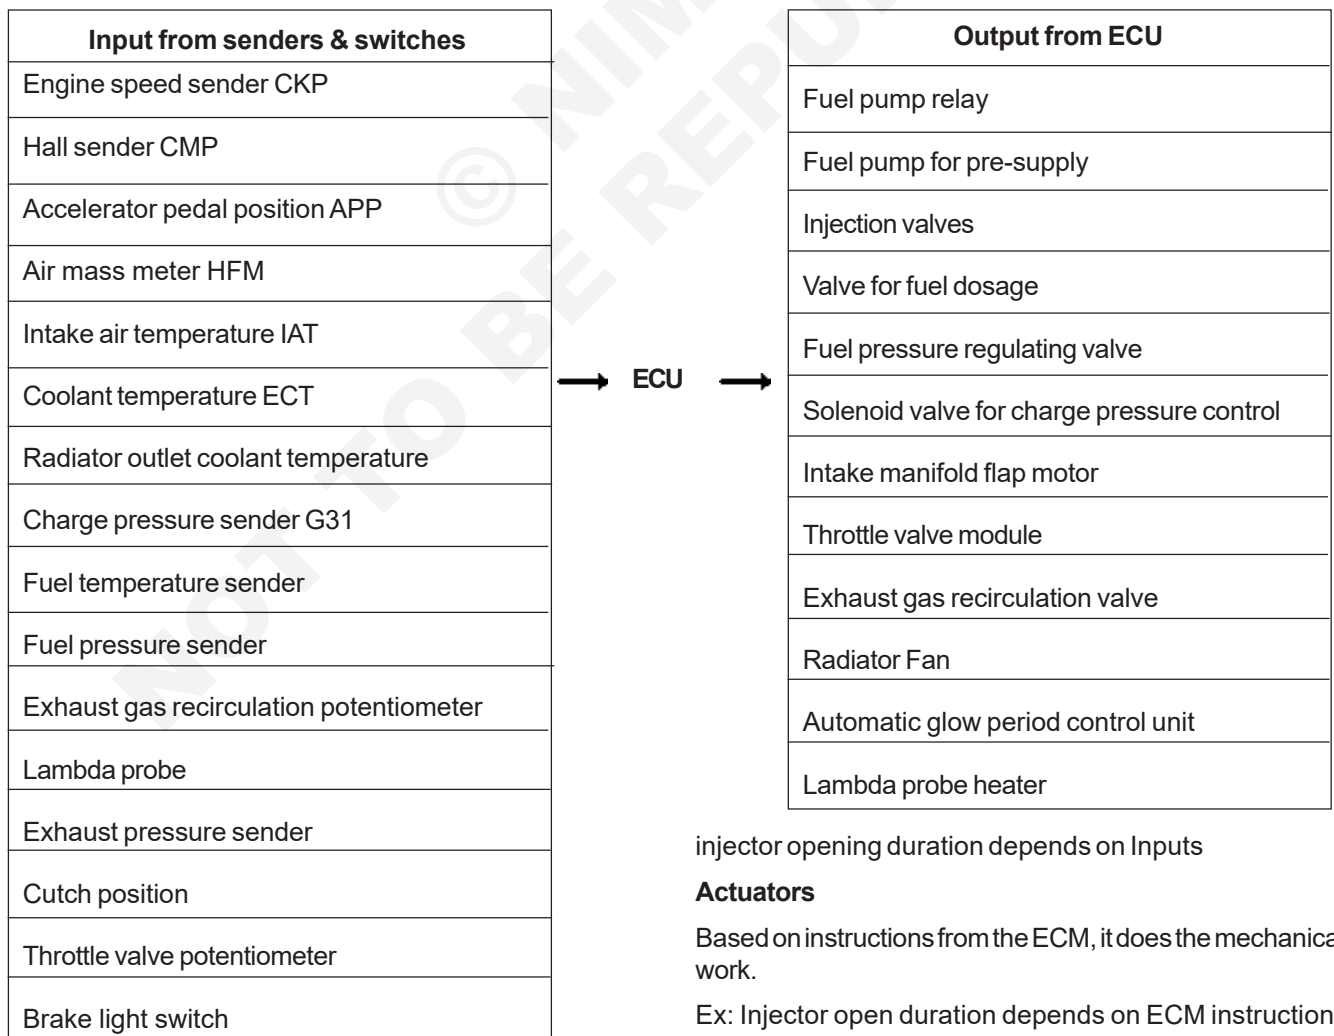 Input from senders & switches
Engine speed sender CKP
Hall sender CMP
Accelerator pedal position APP
Air mass meter HFM
Intake air temperature IAT
Coolant temperature ECT
Radiator outlet coolant temperature
Charge pressure sender G31
Fuel temperature sender
Fuel pressure sender
Exhaust gas recirculation potentiometer
Lambda probe
Exhaust pressure sender
Cutch position
Throttle valve potentiometer
Brake light switch
ECU
Output from ECU
Fuel pump relay
Fuel pump for pre-supply
Injection valves
Valve for fuel dosage
Fuel pressure regulating valve
Solenoid valve for charge pressure control
Intake manifold flap motor
Throttle valve module
Exhaust gas recirculation valve
Radiator Fan
Automatic glow period control unit
Lambda probe heater
injector opening duration depends on Inputs
Actuators
Based on instructions from the ECM, it does the mechanica
work.
Ex: Injector open duration depends on ECM instruction
©
NOT TO BE